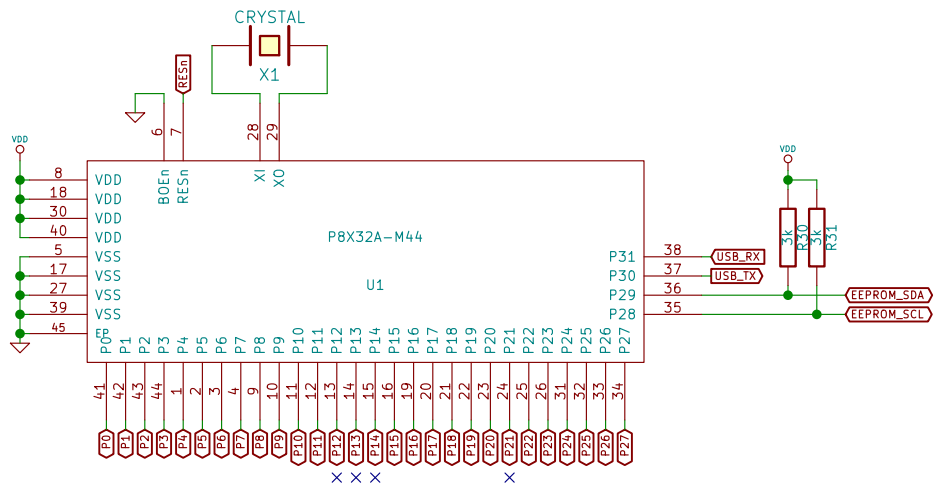 CRYSTAL
X1
RESn
6
7
28
29
VDD
VDD
8
VDD
BOEn
RESn
XI
XO
18
VDD
30
VDD
40
VDD
P8X32A-M44
3k
R30
3k
R31
5
VSS
P31
38
USB_RX
17
VSS
U1
P30
37
USB_TX
27
VSS
P29
36
EEPROM_SDA
39
VSS
P28
35
EEPROM_SCL
45
EP
P0
P1
P2
P3
P4
P5
P6
P7
P8
P9
P10
P11
P12
P13
P14
P15
P16
P17
P18
P19
P20
P21
P22
P23
P24
P25
P26
P27
41
42
43
44
1
2
3
4
9
10
11
12
13
14
15
16
19
20
21
22
23
24
25
26
31
32
33
34
P0
P1
P2
P3
P4
P5
P6
P7
P8
P9
P10
P11
P12
P13
P14
P15
P16
P17
P18
P19
P20
P21
P22
P23
P24
P25
P26
P27